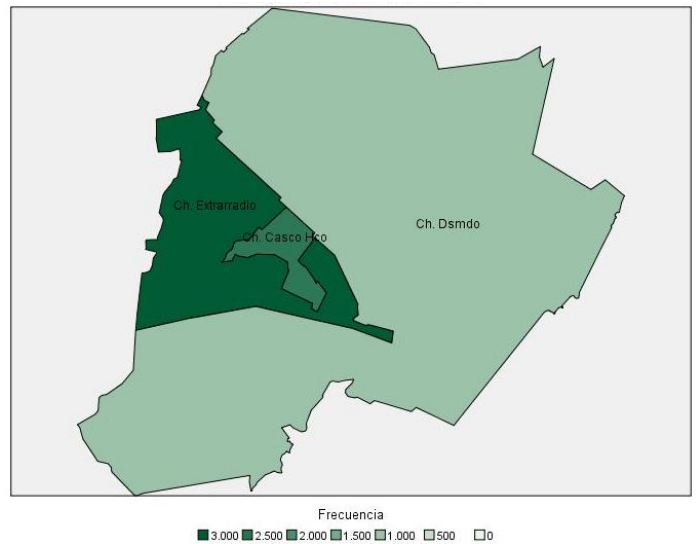 Ch. Extrarradio
Ch. Casco Hco
Ch. Dsmdo
Frecuencia
3.000 2.500 2.000 1.500 1.000 500 0